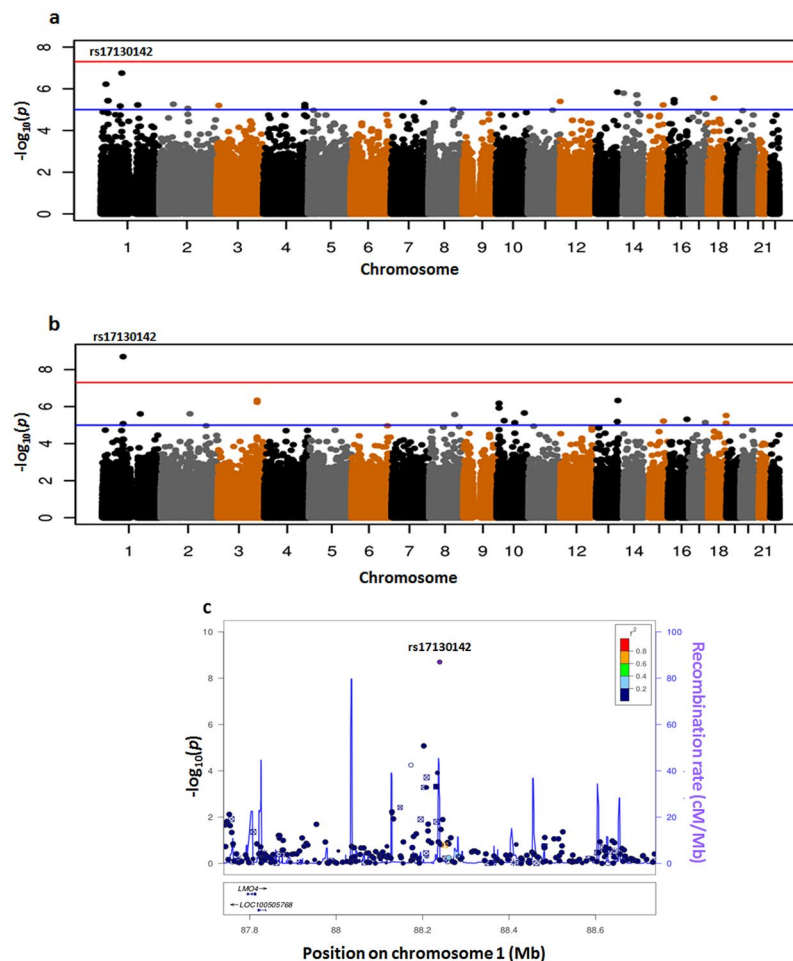 a
rs17130142
8
6
4
2
0
-log10(p)
1 2 3 4 5 6 7 8 9 10 12 14 16 18 21
Chromosome
b
rs17130142
8
6
4
2
0
-log10(p)
1 2 3 4 5 6 7 8 9 10 12 14 16 18 21
Chromosome
c
rs17130142
r2
0.8
0.6
0.4
0.2
10
8
6
4
2
0
-log10(p)
100
80
60
40
20
0
Recombination rate (cM/Mb)
LMO4→
←LOC100505768
87.8 88 88.2 88.4 88.6
Position on chromosome 1 (Mb)